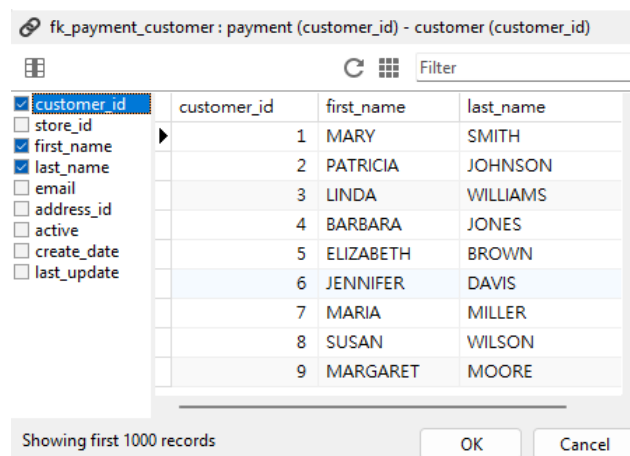 fk_payment_customer : payment (customer_id) - customer (customer_id)
Filter
customer_id
store_id
first_name
last_name
email
address_id
active
create_date
last_update
customer_id first_name last_name
1 MARY SMITH
2 PATRICIA JOHNSON
3 LINDA WILLIAMS
4 BARBARA JONES
5 ELIZABETH BROWN
6 JENNIFER DAVIS
7 MARIA MILLER
8 SUSAN WILSON
9 MARGARET MOORE
Showing first 1000 records
OK Cancel